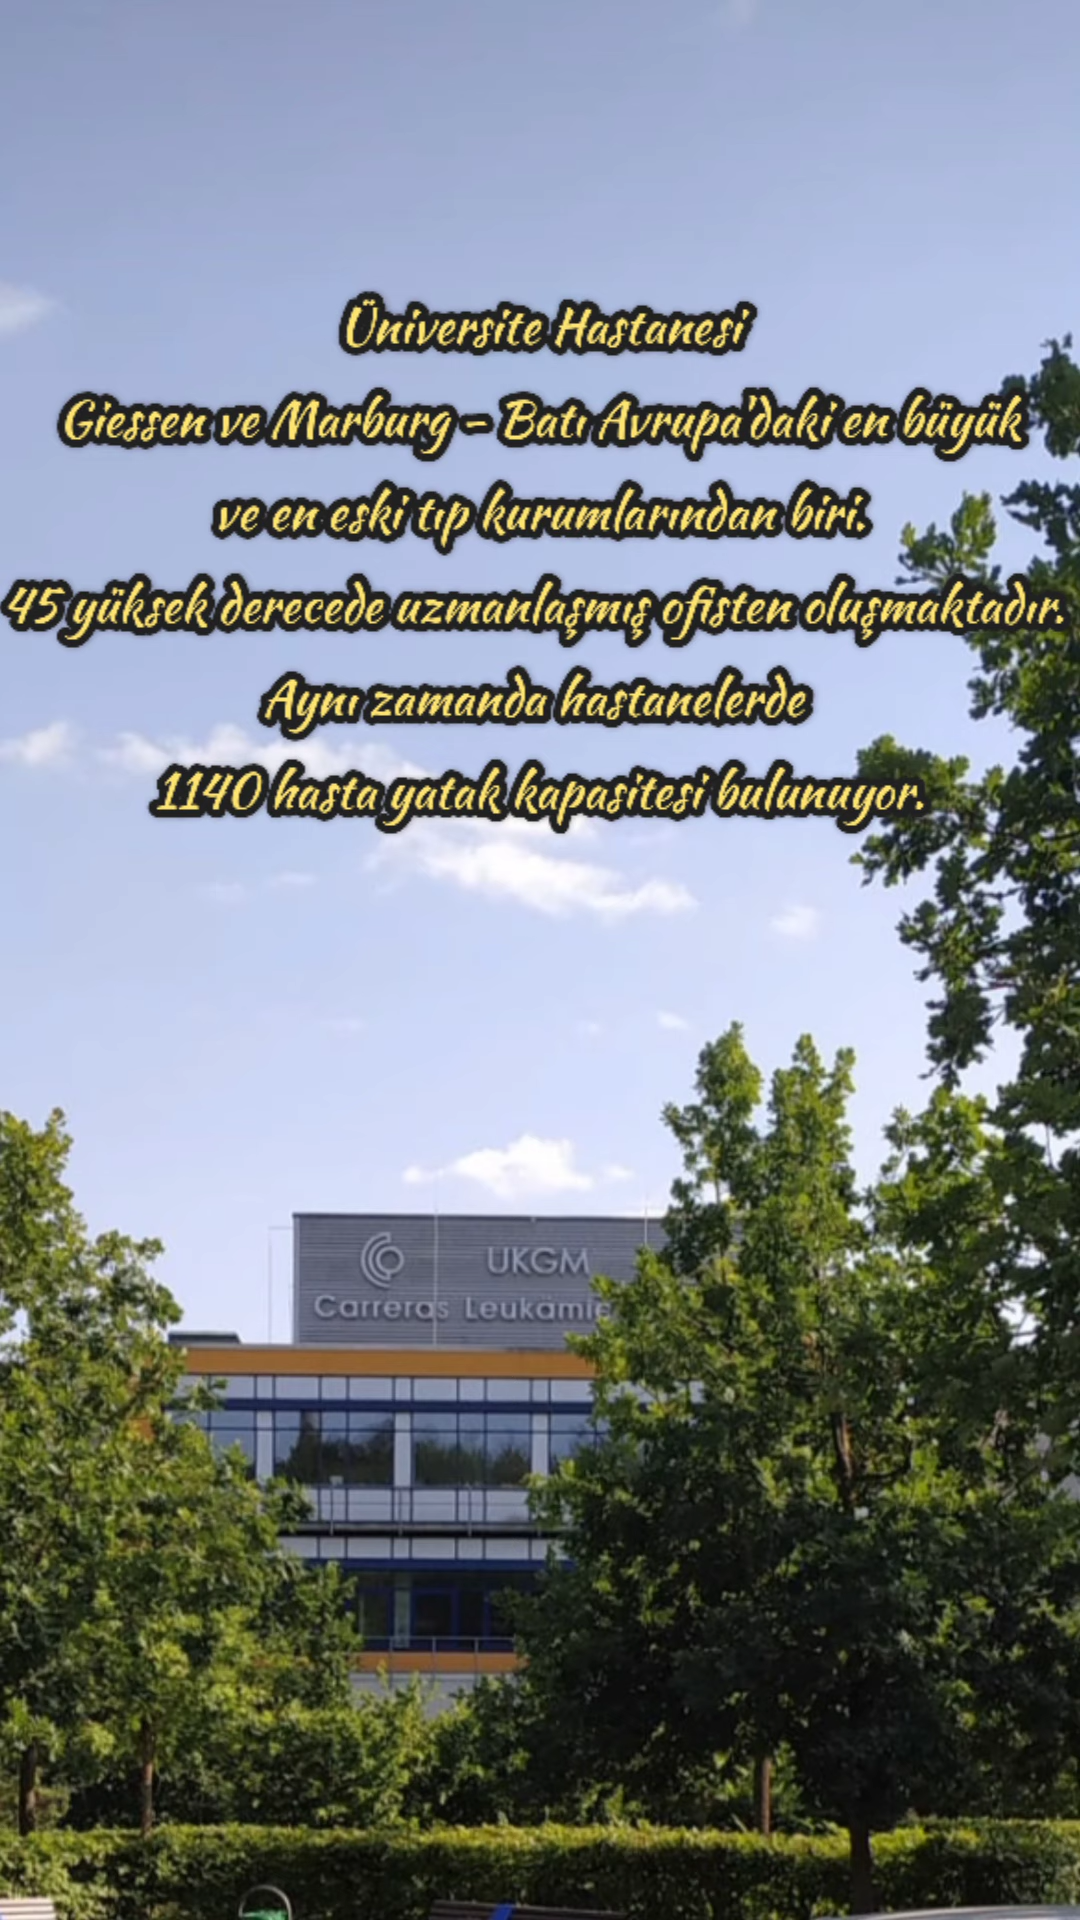 Üniversite Hastanesi
Giessen ve Marburg - Batı Avrupa'daki en büyük
ve en eski tıp kurumlarından biri.
45 yüksek derecede uzmanlaşmış ofisten oluşmaktadır.
Aynı zamanda hastanelerde
1140 hasta yatak kapasitesi bulunuyor.
UKGM
Carreras Leukämie